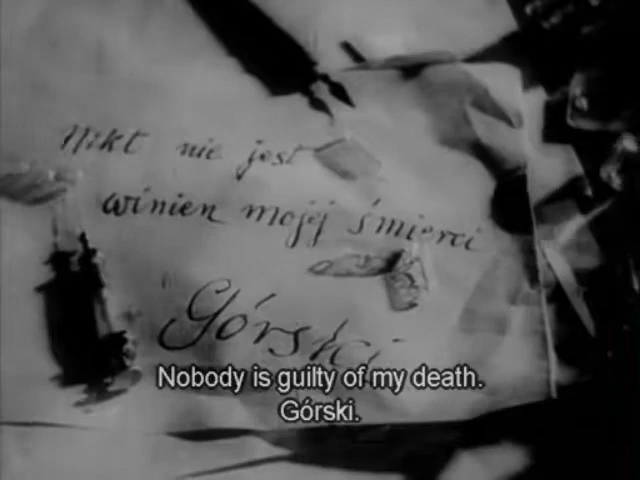 Nikt nie jest
winien mojej śmierci
Górski
Nobody is guilty of my death.
Górski.